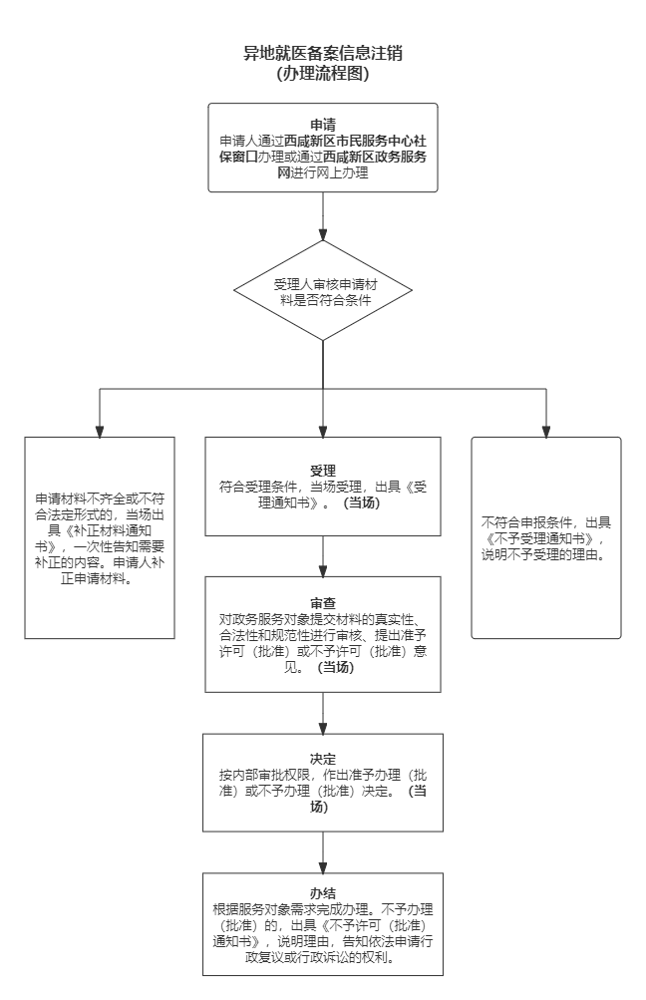 异地就医备案信息注销
(办理流程图)
申请
申请人通过西咸新区市民服务中心社
保窗口办理或通过西咸新区政务服务
网进行网上办理
受理人审核申请材
料是否符合条件
申请材料不齐全或不符
合法定形式的，当场出
具《补正材料通知
书》，一次性告知需要
补正的内容。申请人补
正申请材料。
受理
符合受理条件，当场受理，出具《受
理通知书》。（当场）
不符合申报条件，出具
《不予受理通知书》，
说明不予受理的理由。
审查
对政务服务对象提交材料的真实性、
合法性和规范性进行审核、提出准予
许可（批准）或不予许可（批准）意
见。（当场）
决定
按内部审批权限，作出准予办理（批
准）或不予办理（批准）决定。（当
场）
办结
根据服务对象需求完成办理。不予办理
（批准）的，出具《不予许可（批准）
通知书》，说明理由，告知依法申请行
政复议或行政诉讼的权利。